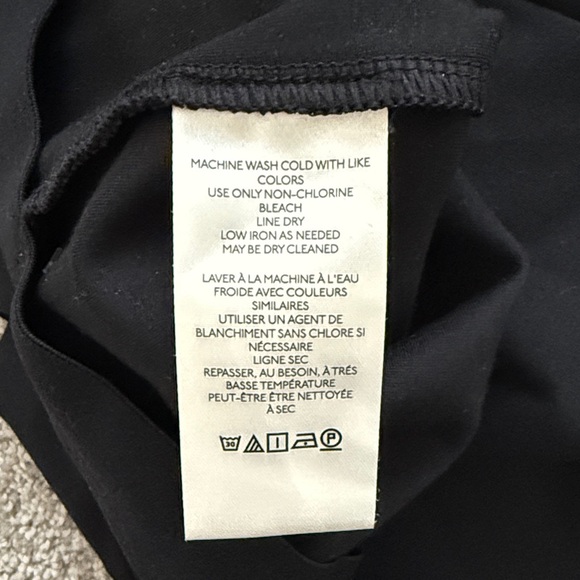 MACHINE WASH COLD WITH LIKE
COLORS
USE ONLY NON-CHLORINE
BLEACH
LINE DRY
LOW IRON AS NEEDED
MAY BE DRY CLEANED
LAVER À LA MACHINE À L'EAU
FROIDE AVEC COULEURS
SIMILAIRES
UTILISER UN AGENT DE
BLANCHIMENT SANS CHLORE SI
NÉCESSAIRE
LIGNE SEC
REPASSER, AU BESOIN, À TRÉS
BASSE TEMPÉRATURE
PEUT-ÊTRE ÊTRE NETTOYÉE
À SEC
30 P